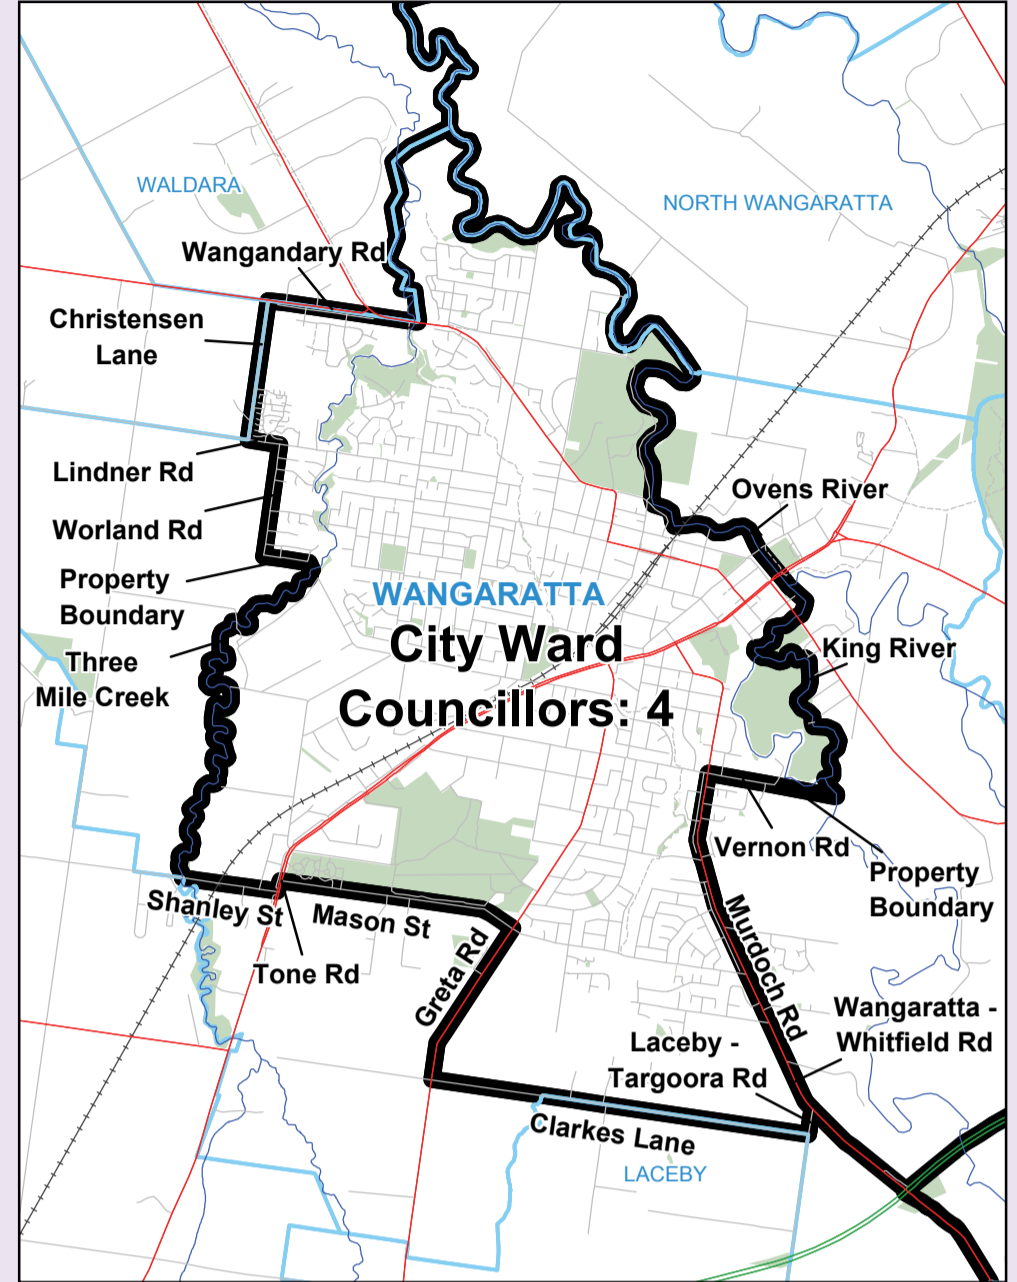 WALDARA
NORTH WANGARATTA
Wangandary Rd
Christensen
Lane
Lindner Rd
Ovens River
Worland Rd
Property
Boundary
WANGARATTA
City Ward
Councillors: 4
Three
Mile Creek
King River
Vernon Rd
Property
Boundary
Shanley St
Mason St
Tone Rd
Greta Rd
Murdoch Rd
Wangaratta -
Whitfield Rd
Laceby -
Targoora Rd
Clarkes Lane
LACEBY